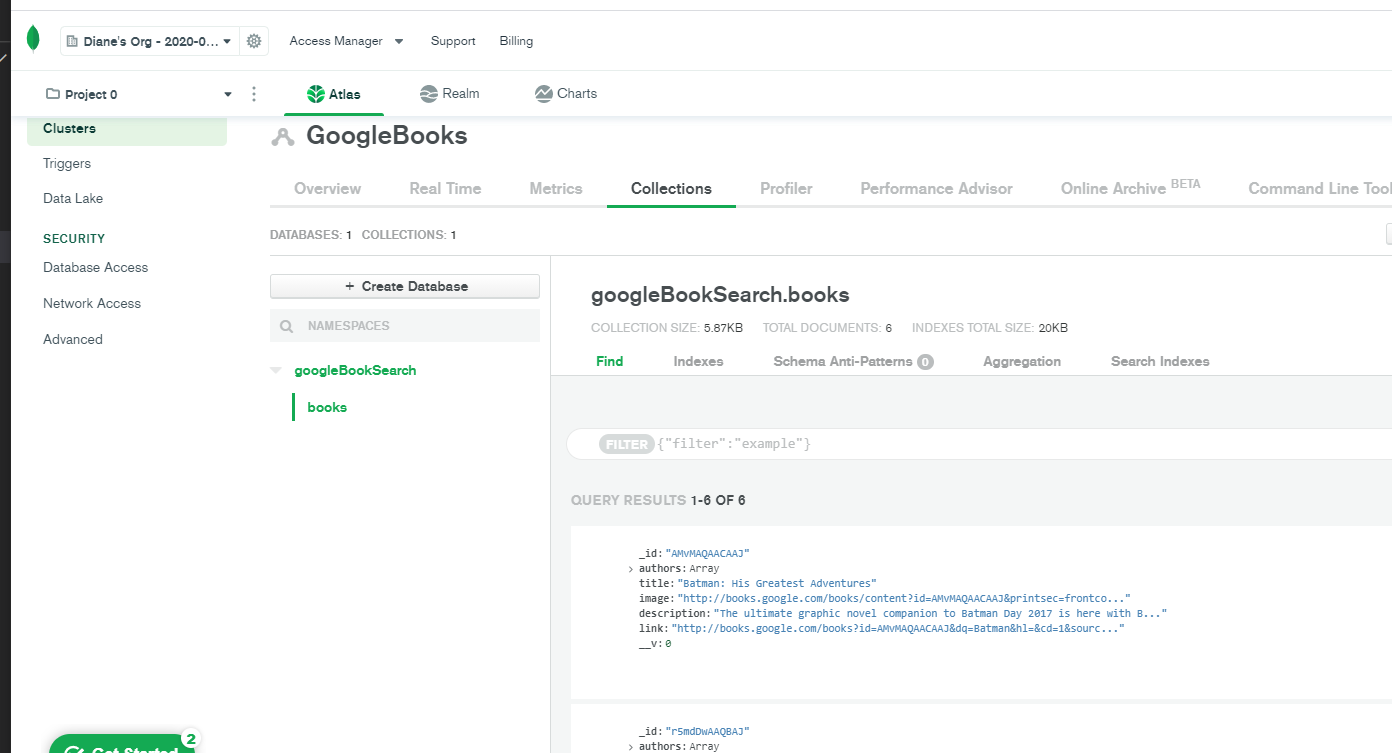 Diane's Org - 2020-0...
Access Manager
Support
Billing
Project 0
Atlas
Realm
Charts
Clusters
Triggers
Data Lake
SECURITY
Database Access
Network Access
Advanced
Get Started
2
GoogleBooks
Overview
Real Time
Metrics
Collections
Profiler
Performance Advisor
Online Archive BETA
Command Line Tool
DATABASES: 1 COLLECTIONS: 1
+ Create Database
NAMESPACES
googleBookSearch
books
googleBookSearch.books
COLLECTION SIZE: 5.87KB TOTAL DOCUMENTS: 6 INDEXES TOTAL SIZE: 20KB
Find
Indexes
Schema Anti-Patterns 0
Aggregation
Search Indexes
FILTER {"filter":"example"}
QUERY RESULTS 1-6 OF 6
_id: "AMvMAQAACAAJ"
authors: Array
title: "Batman: His Greatest Adventures"
image: "http://books.google.com/books/content?id=AMvMAQAACAAJ&printsec=frontco..."
description: "The ultimate graphic novel companion to Batman Day 2017 is here with B..."
link: "http://books.google.com/books?id=AMvMAQAACAAJ&dq=Batman&hl=&cd=1&sourc..."
__v: 0
_id: "r5mdDwAAQBAJ"
authors: Array